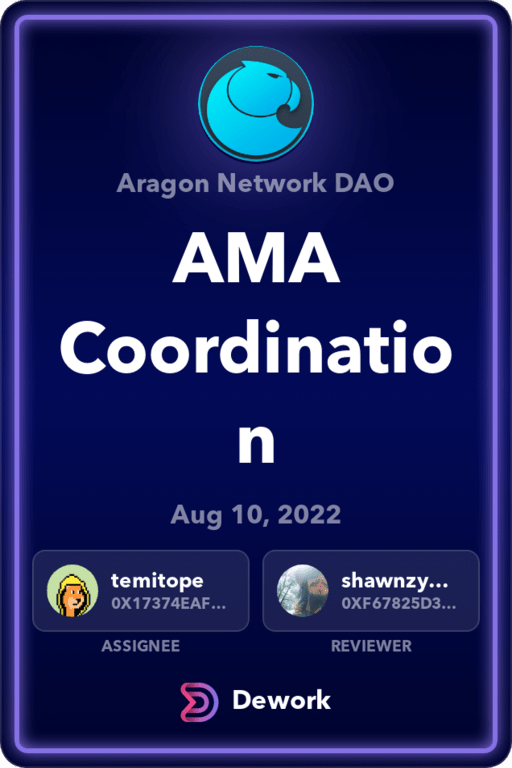 Aragon Network DAO
AMA
Coordinatio
n
Aug 10, 2022
temitope
0X17374EAF...
ASSIGNEE
shawnzy...
0XF67825D3...
REVIEWER
Dework